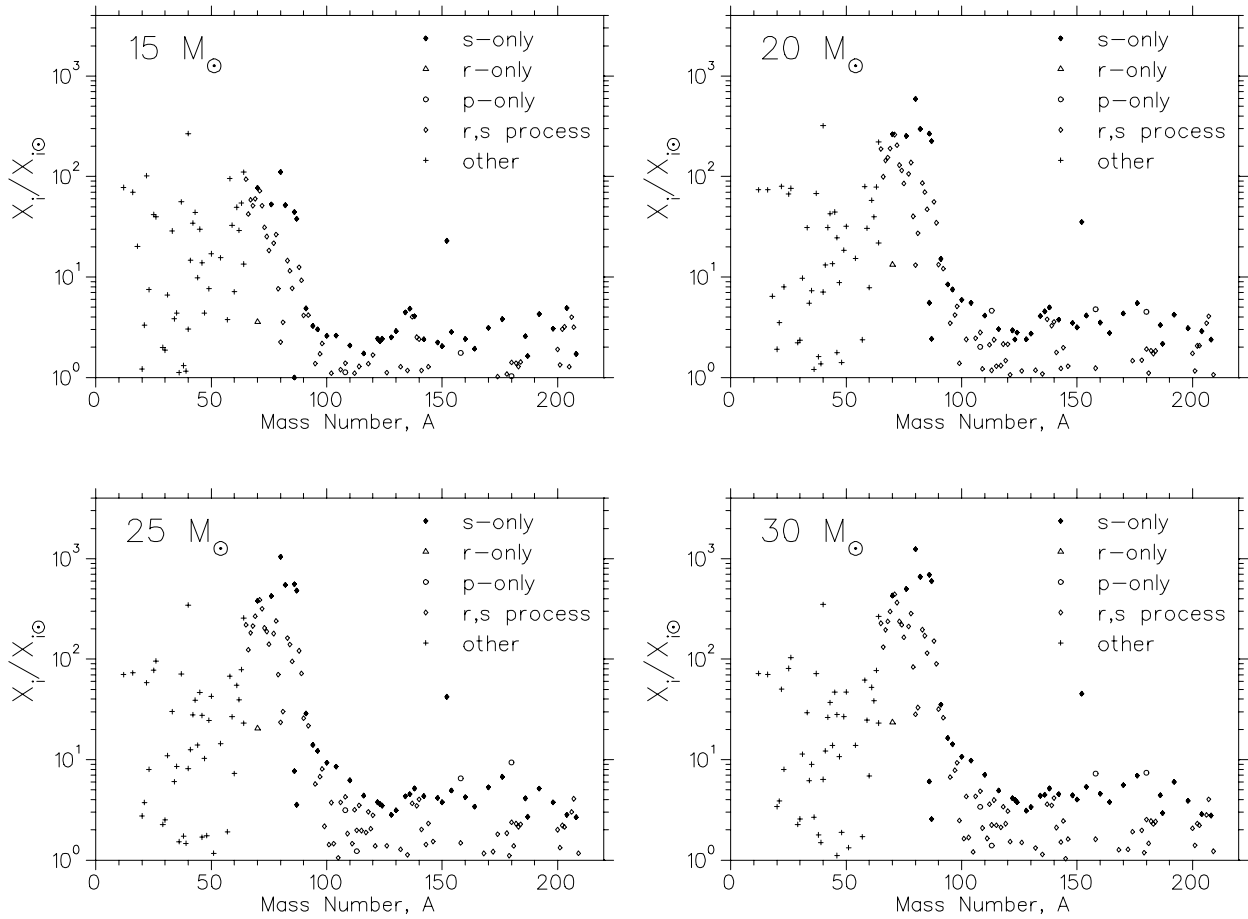 15 M⊙
s-only
r-only
p-only
r,s process
other
10³
10²
10¹
10⁰
X_i/X_i⊙
0 50 100 150 200
Mass Number, A
20 M⊙
s-only
r-only
p-only
r,s process
other
10³
10²
10¹
10⁰
X_i/X_i⊙
0 50 100 150 200
Mass Number, A
25 M⊙
s-only
r-only
p-only
r,s process
other
10³
10²
10¹
10⁰
X_i/X_i⊙
0 50 100 150 200
Mass Number, A
30 M⊙
s-only
r-only
p-only
r,s process
other
10³
10²
10¹
10⁰
X_i/X_i⊙
0 50 100 150 200
Mass Number, A